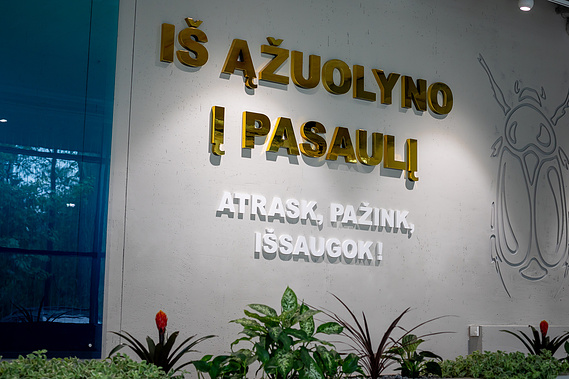 IŠ ĄŽUOLYNO
Į PASAULĮ
ATRASK, PAŽINK,
IŠSAUGOK!